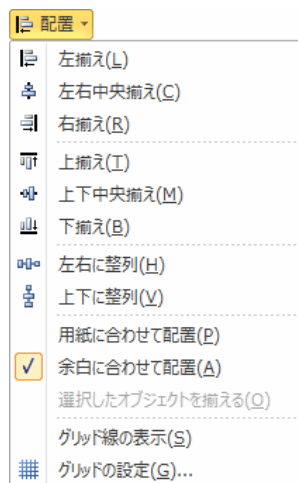 配置
左揃え(L)
左右中央揃え(C)
右揃え(R)
上揃え(T)
上下中央揃え(M)
下揃え(B)
左右に整列(H)
上下に整列(V)
用紙に合わせて配置(P)
余白に合わせて配置(A)
選択したオブジェクトを揃える(O)
グリッド線の表示(S)
グリッドの設定(G)...